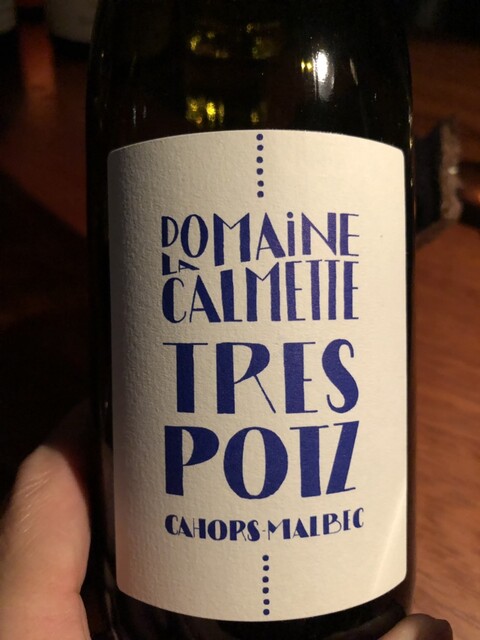 DOMAiNE
LA
CALMETTE
TRES
POTZ
CAHORS-MALBEC